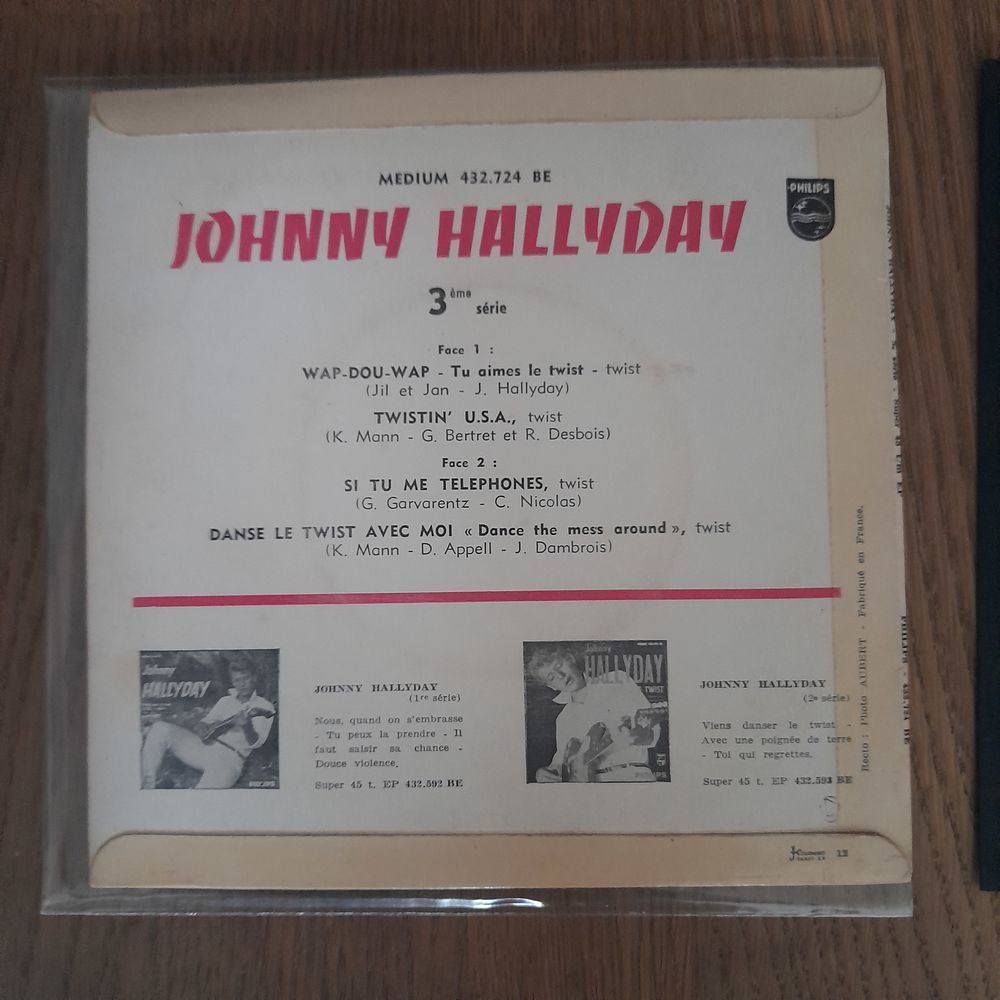 MEDIUM 432.724 BE
PHILIPS
JOHNNY HALLYDAY
3ème série
Face 1 :
WAP-DOU-WAP - Tu aimes le twist - twist
(Jil et Jan - J. Hallyday)
TWISTIN' U.S.A., twist
(K. Mann - G. Bertret et R. Desbois)
Face 2 :
SI TU ME TELEPHONES, twist
(G. Garvarentz - C. Nicolas)
DANSE LE TWIST AVEC MOI « Dance the mess around », twist
(K. Mann - D. Appell - J. Dambrois)
Johnny
HALLYDAY
PHILIPS
JOHNNY HALLYDAY
(1re série)
Nous, quand on s'embrasse
- Tu peux la prendre - Il
faut saisir sa chance -
Douce violence.
Super 45 t. EP 432.592 BE
Johnny
HALLYDAY
TWIST
PHILIPS
JOHNNY HALLYDAY
(2e série)
Viens danser le twist -
Avec une poignée de terre
- Toi qui regrettes.
Super 45 t. EP 432.593 BE
Recto : Photo AUBERT - Fabriqué en France.
12